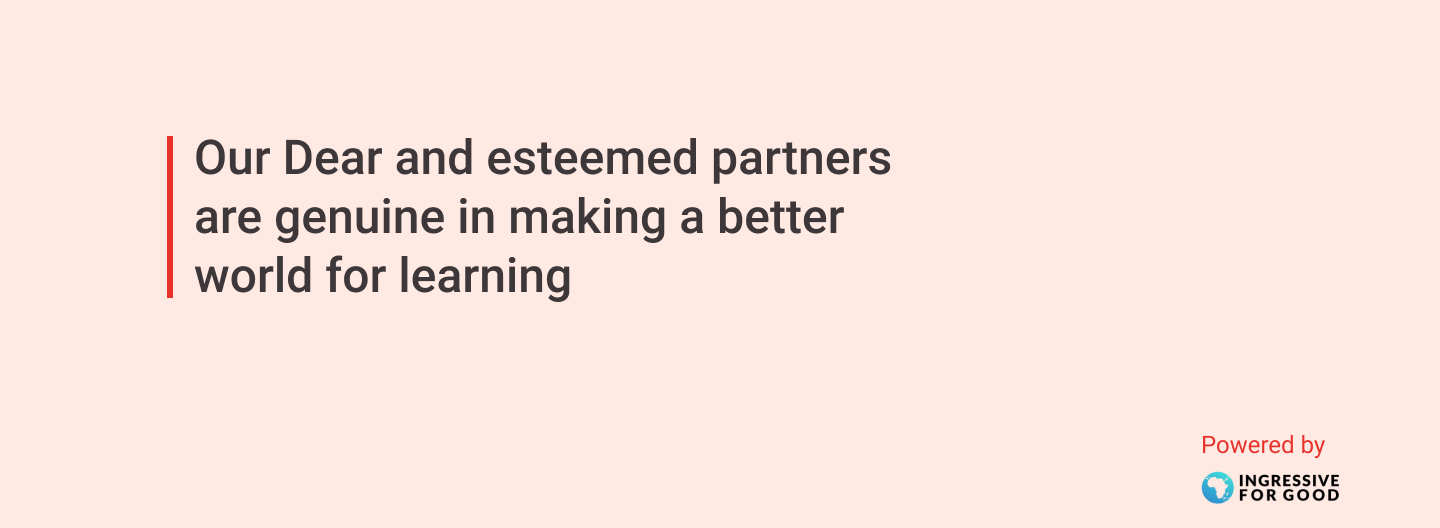 Our Dear and esteemed partners
are genuine in making a better
world for learning
Powered by
INGRESSIVE
FOR GOOD